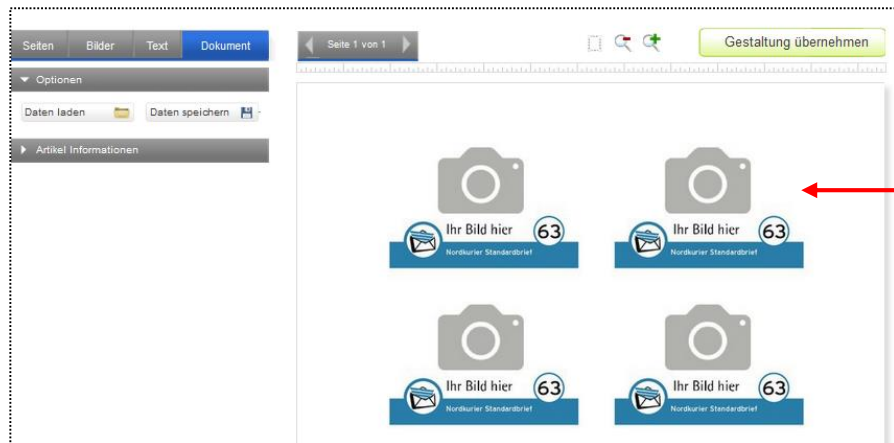 Seiten Bilder Text Dokument
Seite 1 von 1
Gestaltung übernehmen
Optionen
Daten laden Daten speichern
Artikel Informationen
Ihr Bild hier 63
Nordkurier Standardbrief
Ihr Bild hier 63
Nordkurier Standardbrief
Ihr Bild hier 63
Nordkurier Standardbrief
Ihr Bild hier 63
Nordkurier Standardbrief